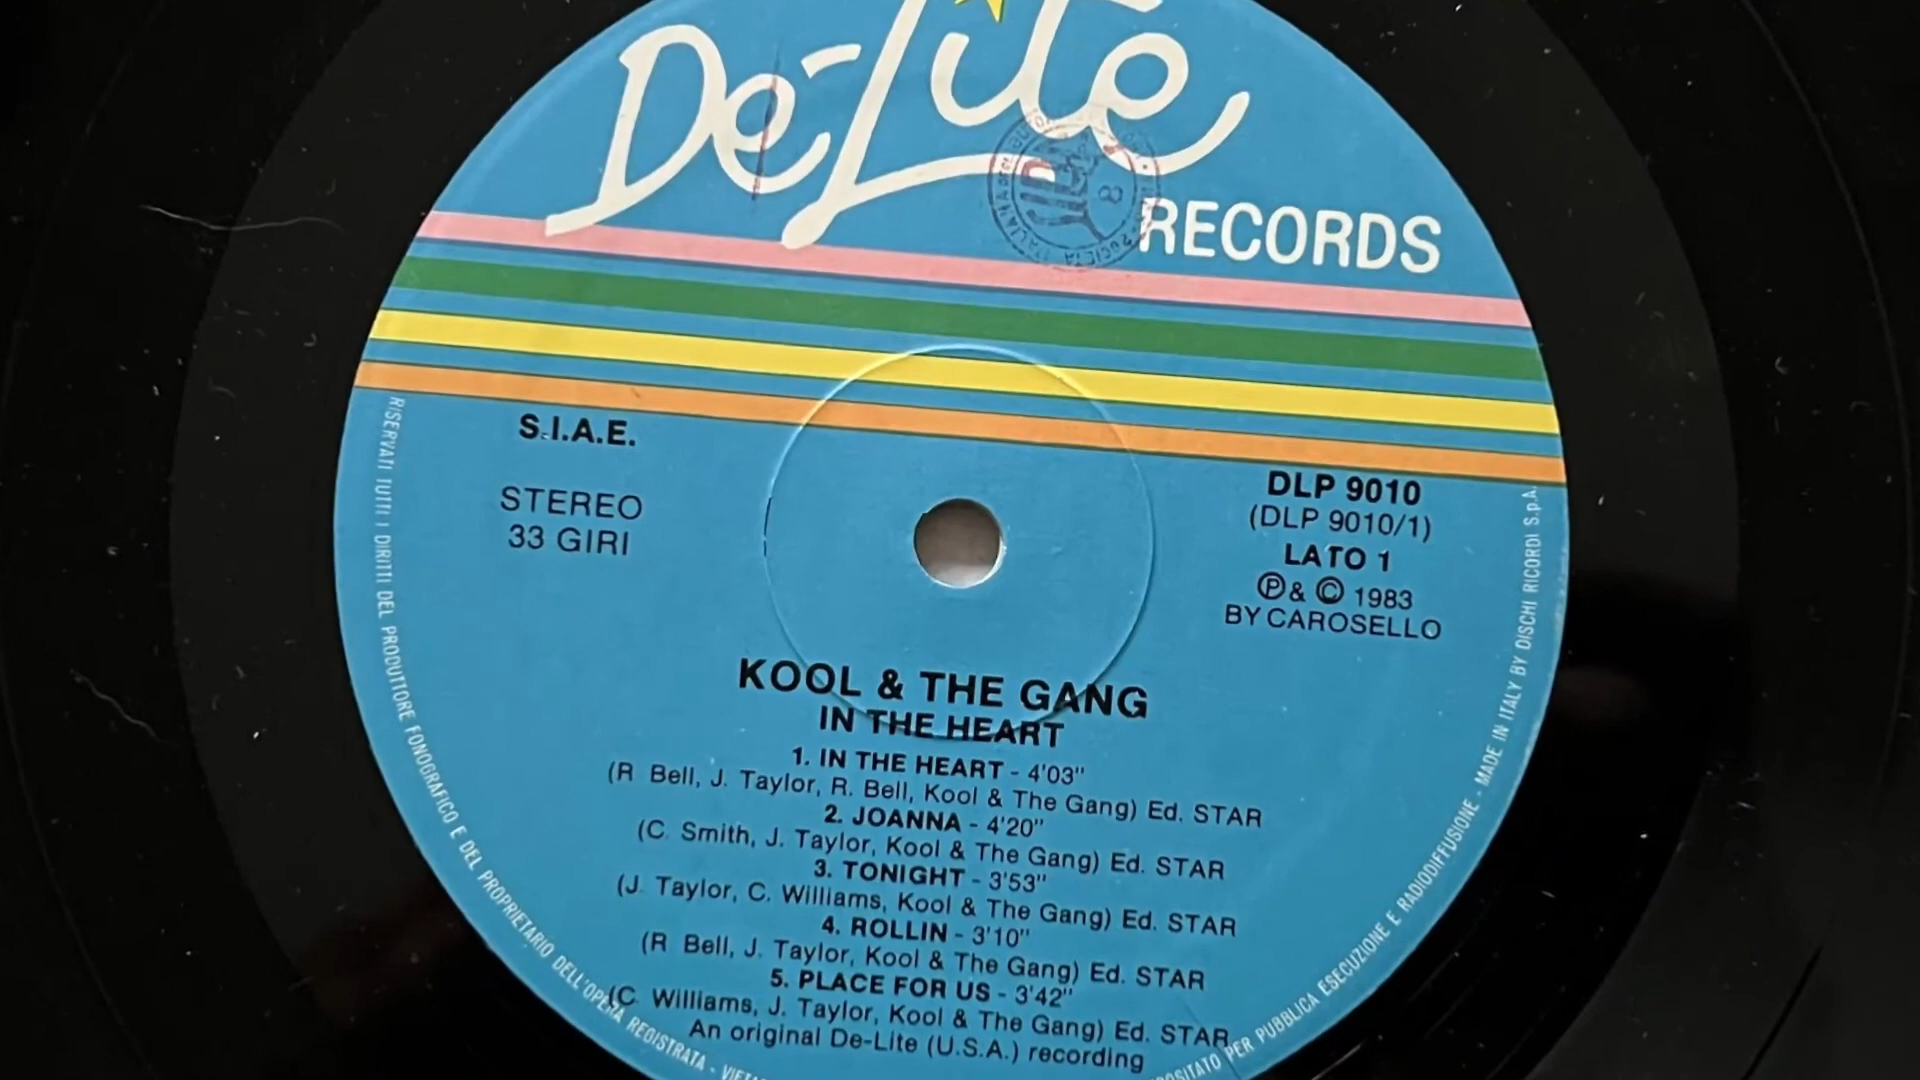 De-Lite
RECORDS
S.I.A.E.
STEREO
33 GIRI
DLP 9010
(DLP 9010/1)
LATO 1
Ⓟ & © 1983
BY CAROSELLO
KOOL & THE GANG
IN THE HEART
1. IN THE HEART - 4'03"
(R Bell, J. Taylor, R. Bell, Kool & The Gang) Ed. STAR
2. JOANNA - 4'20"
(C. Smith, J. Taylor, Kool & The Gang) Ed. STAR
3. TONIGHT - 3'53"
(J. Taylor, C. Williams, Kool & The Gang) Ed. STAR
4. ROLLIN - 3'10"
(R Bell, J. Taylor, Kool & The Gang) Ed. STAR
5. PLACE FOR US - 3'42"
(C. Williams, J. Taylor, Kool & The Gang) Ed. STAR
An original De-Lite (U.S.A.) recording
RISERVATI TUTTI I DIRITTI DEL PRODUTTORE FONOGRAFICO E DEL PROPRIETARIO DELL'OPERA REGISTRATA -
PER PUBBLICA ESECUZIONE E RADIODIFFUSIONE - MADE IN ITALY BY DISCHI RICORDI S.p.A.
SOCIETÀ ITALIANA